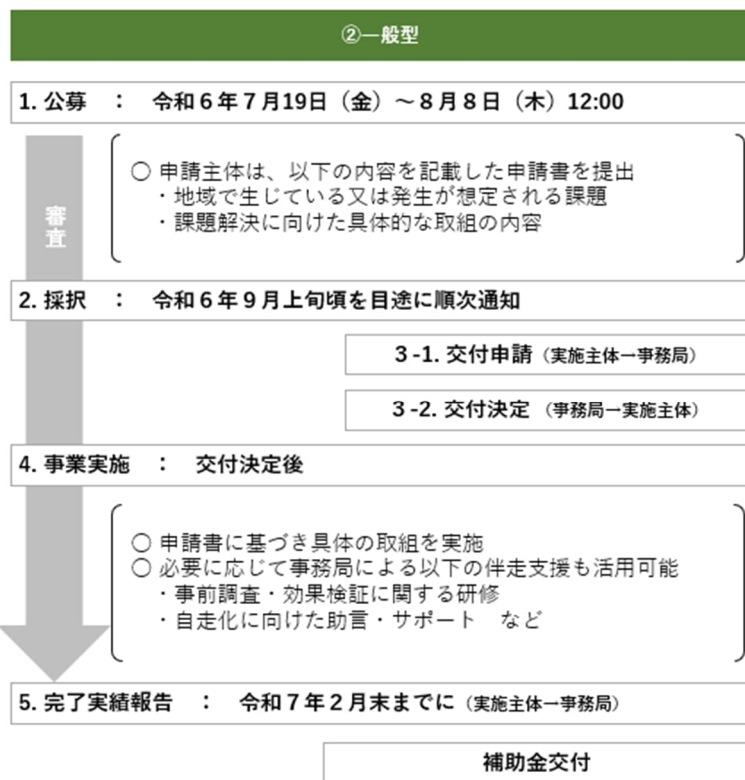 ②一般型
1. 公募　：　令和６年７月19日（金）～８月８日（木）12:00
審査
〇 申請主体は、以下の内容を記載した申請書を提出
・地域で生じている又は発生が想定される課題
・課題解決に向けた具体的な取組の内容
2. 採択　：　令和６年９月上旬頃を目途に順次通知
３-1. 交付申請（実施主体→事務局）
３-2. 交付決定（事務局→実施主体）
4. 事業実施　：　交付決定後
〇 申請書に基づき具体の取組を実施
〇 必要に応じて事務局による以下の伴走支援も活用可能
・事前調査・効果検証に関する研修
・自走化に向けた助言・サポート　など
5. 完了実績報告　：　令和７年２月末までに（実施主体→事務局）
補助金交付